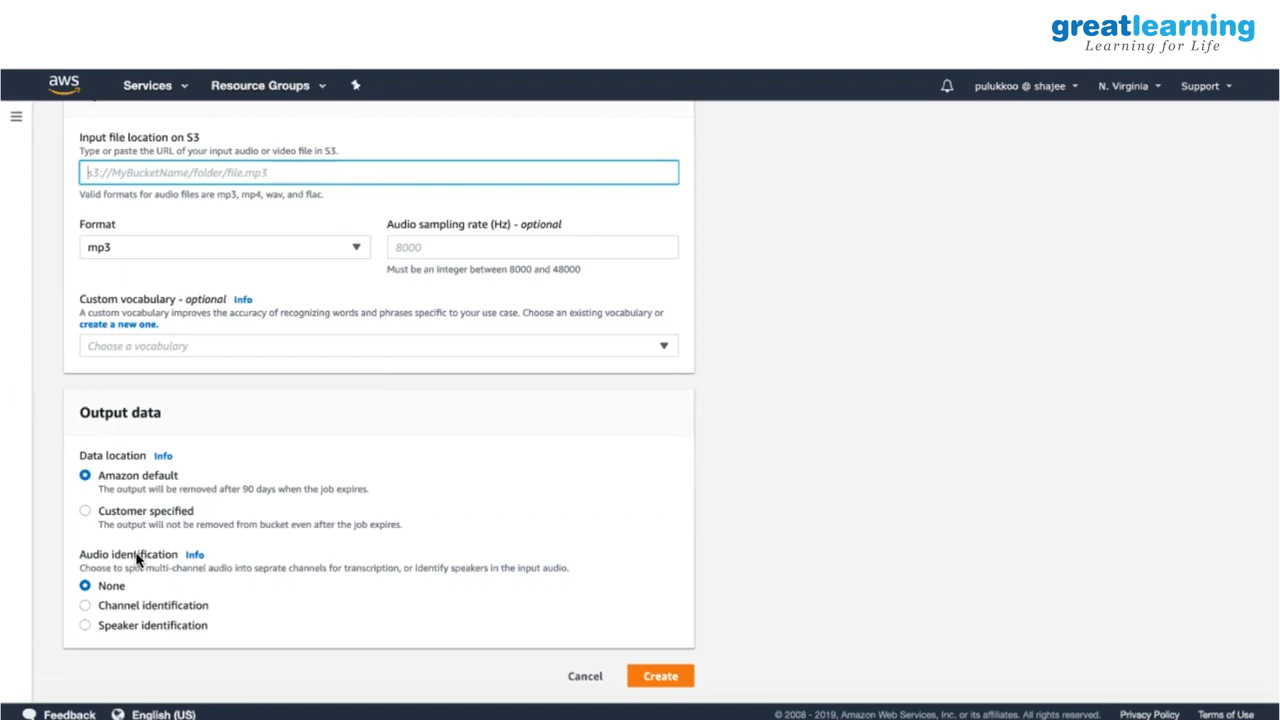 greatlearning
Learning for Life
aws Services Resource Groups pulukkoo @ shajee N. Virginia Support
Input file location on S3
Type or paste the URL of your input audio or video file in S3.
s3://MyBucketName/folder/file.mp3
Valid formats for audio files are mp3, mp4, wav, and flac.
Format Audio sampling rate (Hz) - optional
mp3 8000
Must be an integer between 8000 and 48000
Custom vocabulary - optional Info
A custom vocabulary improves the accuracy of recognizing words and phrases specific to your use case. Choose an existing vocabulary or
create a new one.
Choose a vocabulary
Output data
Data location Info
Amazon default
The output will be removed after 90 days when the job expires.
Customer specified
The output will not be removed from bucket even after the job expires.
Audio identification Info
Choose to split multi-channel audio into seprate channels for transcription, or identify speakers in the input audio.
None
Channel identification
Speaker identification
Cancel Create
Feedback English (US) © 2008 - 2019, Amazon Web Services, Inc. or its affiliates. All rights reserved. Privacy Policy Terms of Use